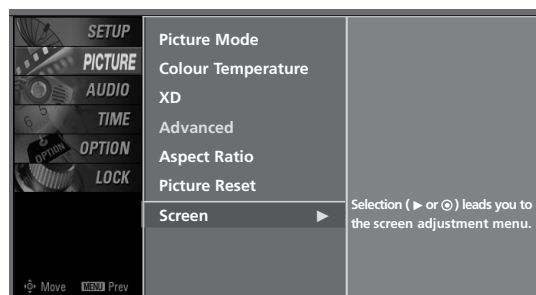 SETUP
PICTURE
AUDIO
TIME
OPTION
LOCK
Move MENU Prev
Picture Mode
Colour Temperature
XD
Advanced
Aspect Ratio
Picture Reset
Screen ▶
Selection ( ▶ or ⊙ ) leads you to
the screen adjustment menu.